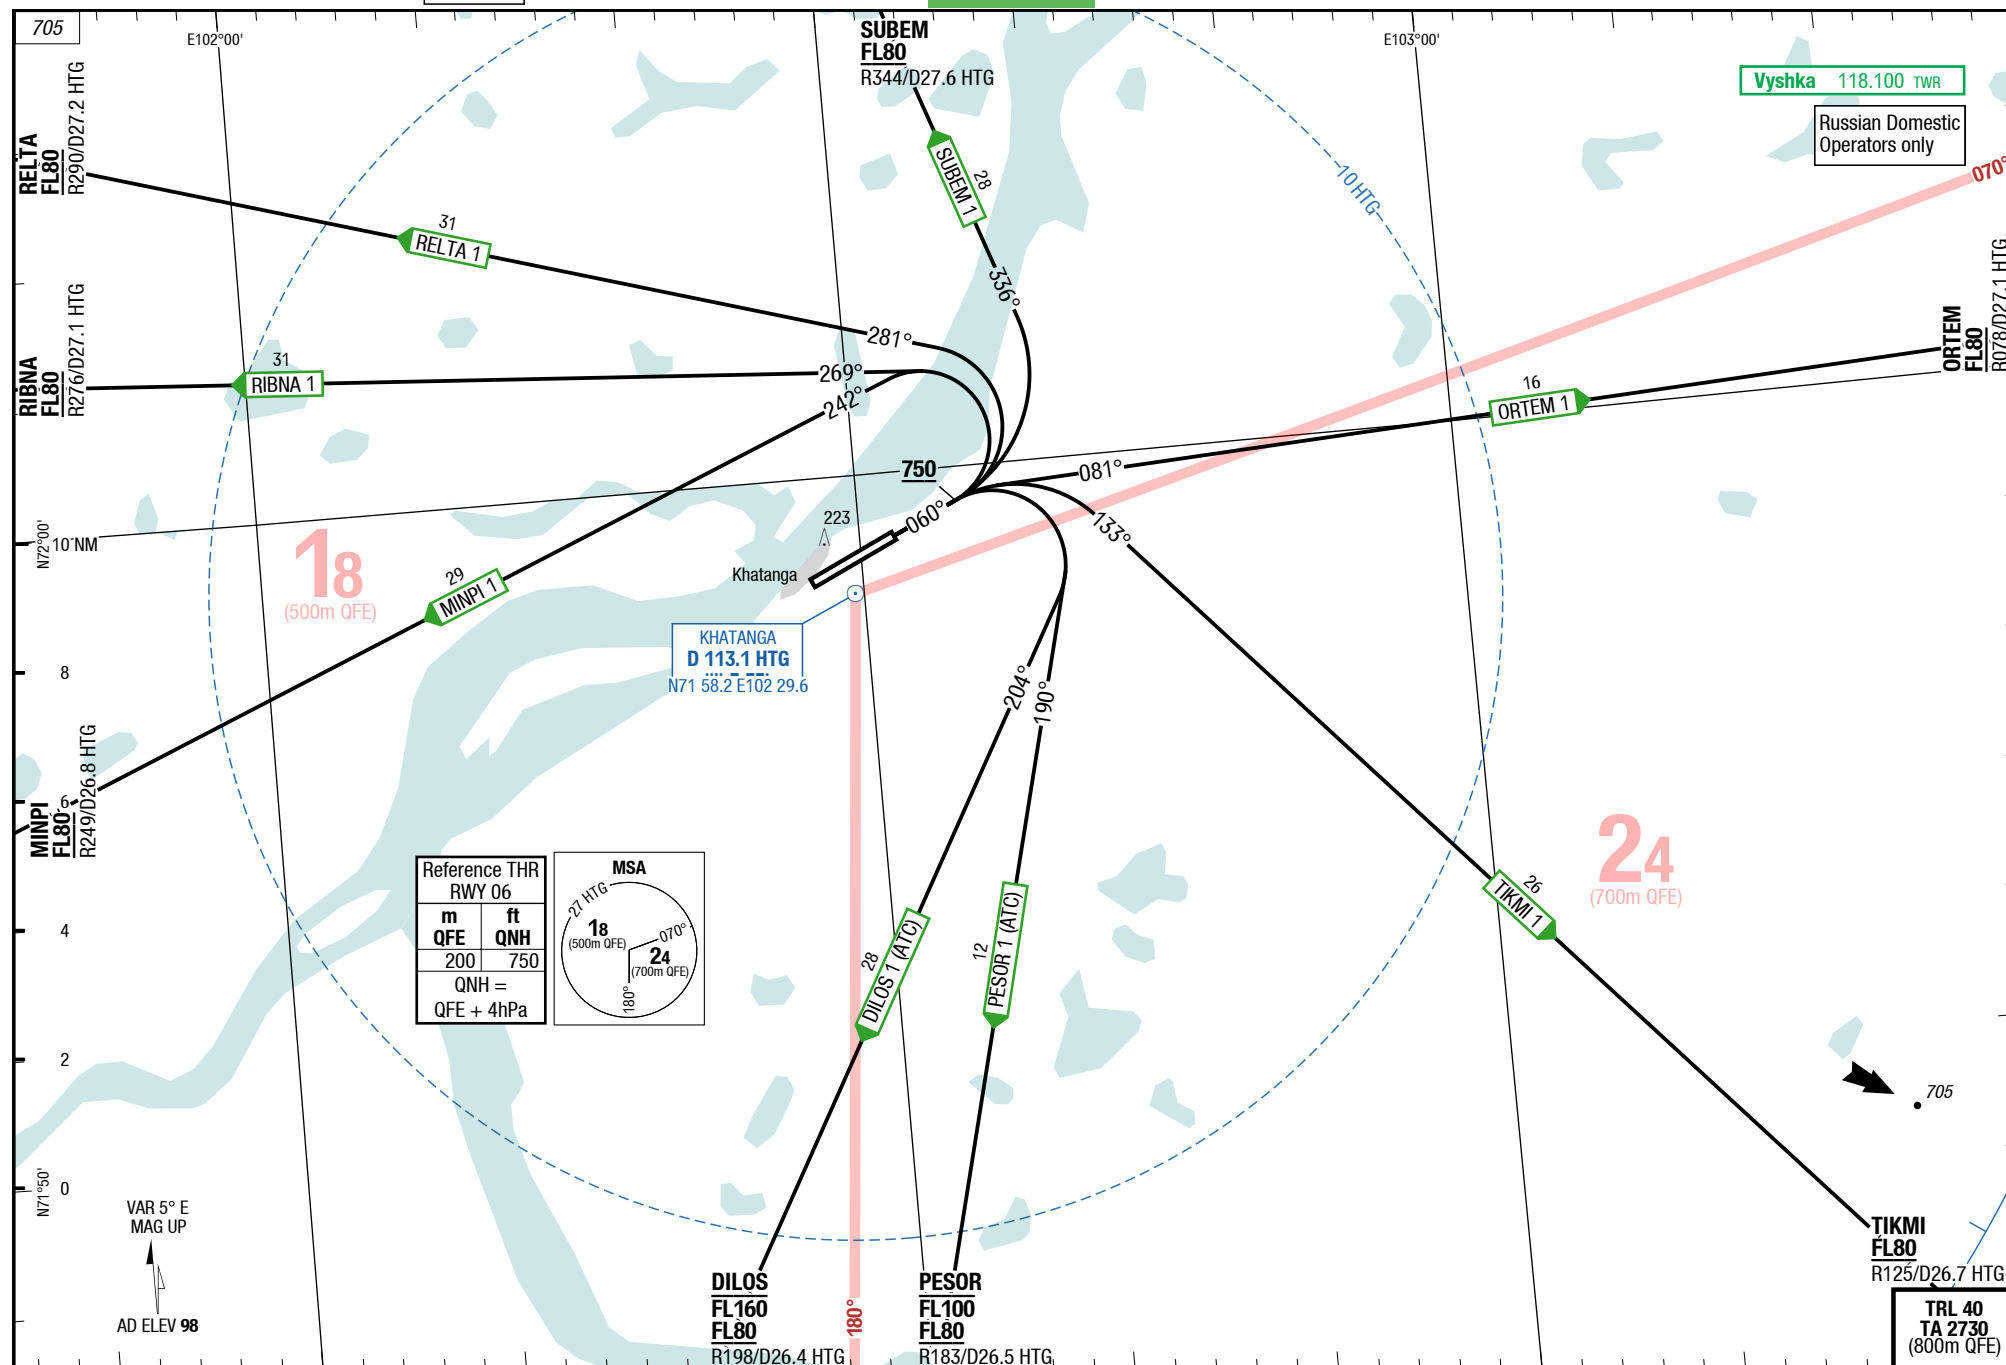 705
E102°00'
SUBEM
FL80
R344/D27.6 HTG
E103°00'
Vyshka 118.100 TWR
Russian Domestic
Operators only
RELTA
FL80
R290/D27.2 HTG
31
RELTA 1
28
SUBEM 1
336°
10 HTG
070°
ORTEM
FL80
R078/D27.1 HTG
RIBNA
FL80
R276/D27.1 HTG
31
RIBNA 1
281°
269°
242°
16
ORTEM 1
750
081°
060°
133°
223
Khatanga
N72°00'
10 NM
18
(500m QFE)
29
MINPI 1
KHATANGA
D 113.1 HTG
N71 58.2 E102 29.6
204°
190°
8
6
4
2
0
MINPI
FL80
R249/D26.8 HTG
24
(700m QFE)
26
TIKMI 1
Reference THR
RWY 06
m ft
QFE QNH
200 750
QNH =
QFE + 4hPa
MSA
27 HTG
18
(500m QFE)
070°
24
(700m QFE)
180°
28
DILOS 1 (ATC)
12
PESOR 1 (ATC)
705
N71°50'
VAR 5° E
MAG UP
AD ELEV 98
DILOS
FL160
FL80
R198/D26.4 HTG
180°
PESOR
FL100
FL80
R183/D26.5 HTG
TIKMI
FL80
R125/D26.7 HTG
TRL 40
TA 2730
(800m QFE)